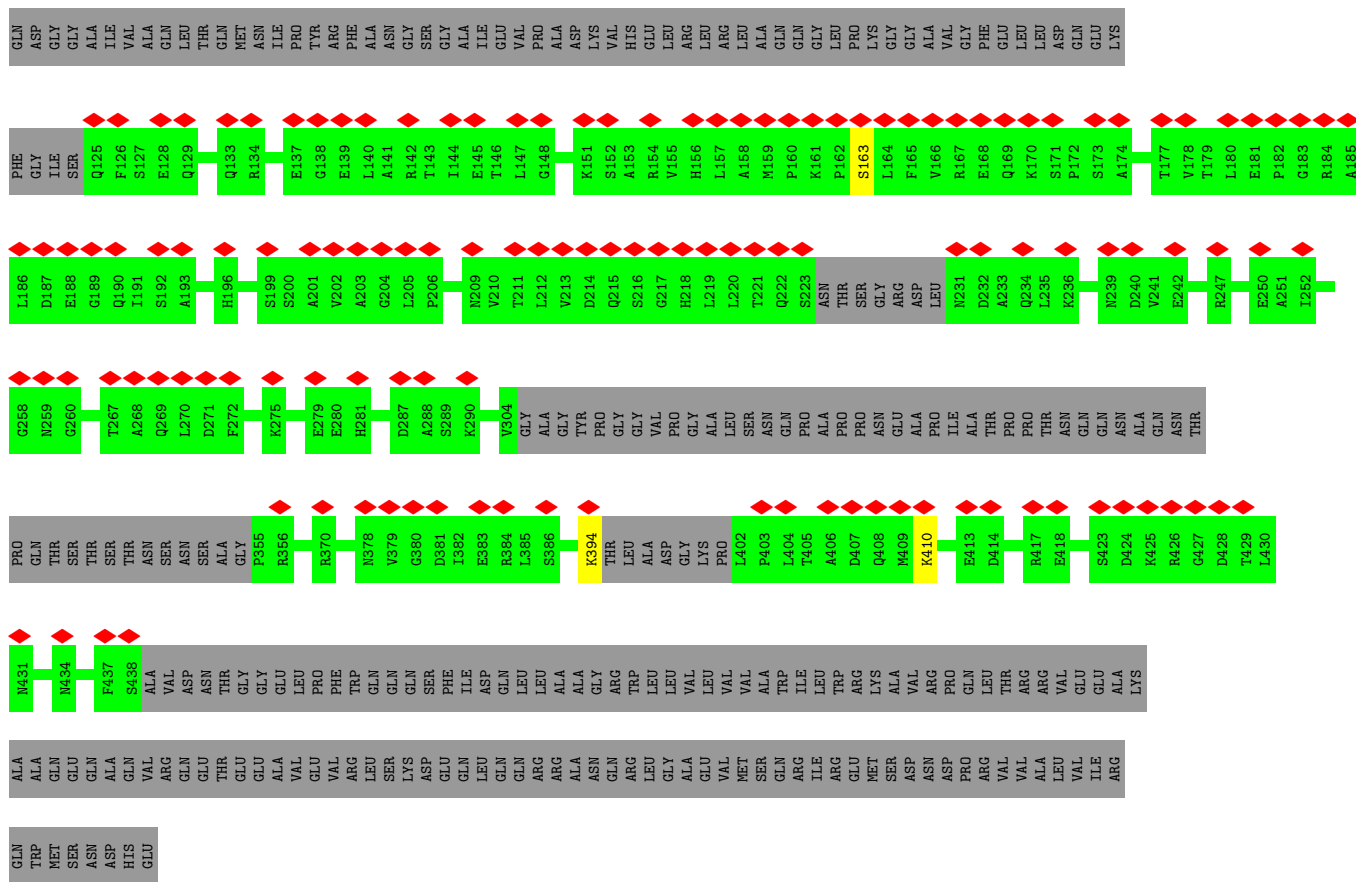 GLN ASP GLY GLY ALA ILE VAL ALA GLN LEU THR GLN MET ASN ILE PRO TYR ARG PHE ALA ASN GLY SER GLY ALA ILE GLU VAL PRO ALA ASP LYS VAL HIS GLU LEU ARG LEU ARG LEU ALA GLN GLN GLY LEU PRO LYS GLY GLY ALA VAL GLY PHE GLU LEU LEU ASP GLN GLU LYS
PHE GLY ILE SER Q125 F126 S127 E128 Q129 Q133 R134 E137 G138 E139 L140 A141 R142 T143 I144 E145 T146 L147 G148 K151 S152 A153 R154 V155 H156 L157 A158 M159 P160 K161 P162 S163 L164 F165 V166 R167 E168 Q169 K170 S171 P172 S173 A174 T177 V178 T179 L180 E181 P182 G183 R184 A185
L186 D187 E188 G189 Q190 I191 S192 A193 H196 S199 S200 A201 V202 A203 G204 L205 P206 N209 V210 T211 L212 V213 D214 Q215 S216 G217 H218 L219 L220 T221 Q222 S223 ASN THR SER GLY ARG ASP LEU N231 D232 A233 Q234 L235 K236 N239 D240 V241 E242 R247 E250 A251 I252
G258 N259 G260 T267 A268 Q269 L270 D271 F272 K275 E279 E280 H281 D287 A288 S289 K290 V304 GLY ALA GLY TYR PRO GLY GLY VAL PRO GLY ALA LEU SER ASN GLN PRO ALA PRO PRO ASN GLU ALA PRO ILE ALA THR PRO PRO THR ASN GLN GLN ASN ALA GLN ASN THR
PRO GLN THR SER THR SER THR ASN SER ASN SER ALA GLY P355 R356 R370 N378 V379 G380 D381 I382 E383 R384 L385 S386 K394 THR LEU ALA ASP GLY LYS PRO L402 P403 L404 T405 A406 D407 Q408 M409 K410 E413 D414 R417 E418 S423 D424 K425 R426 G427 D428 T429 L430
N431 N434 F437 S438 ALA VAL ASP ASN THR GLY GLY GLU LEU PRO PHE TRP GLN GLN GLN SER PHE ILE ASP GLN LEU LEU ALA ALA GLY ARG TRP LEU LEU VAL LEU VAL VAL ALA TRP ILE LEU TRP ARG LYS ALA VAL ARG PRO GLN LEU THR ARG ARG VAL GLU GLU ALA LYS
ALA ALA GLN GLU GLN ALA GLN VAL ARG GLN GLU THR GLU GLU ALA VAL GLU VAL ARG LEU SER LYS ASP GLU GLN LEU GLN GLN ARG ARG ALA ASN GLN ARG LEU GLY ALA GLU VAL MET SER GLN ARG ILE ARG GLU MET SER ASP ASN ASP PRO ARG VAL VAL ALA LEU VAL ILE ARG
GLN TRP MET SER ASN ASP HIS GLU